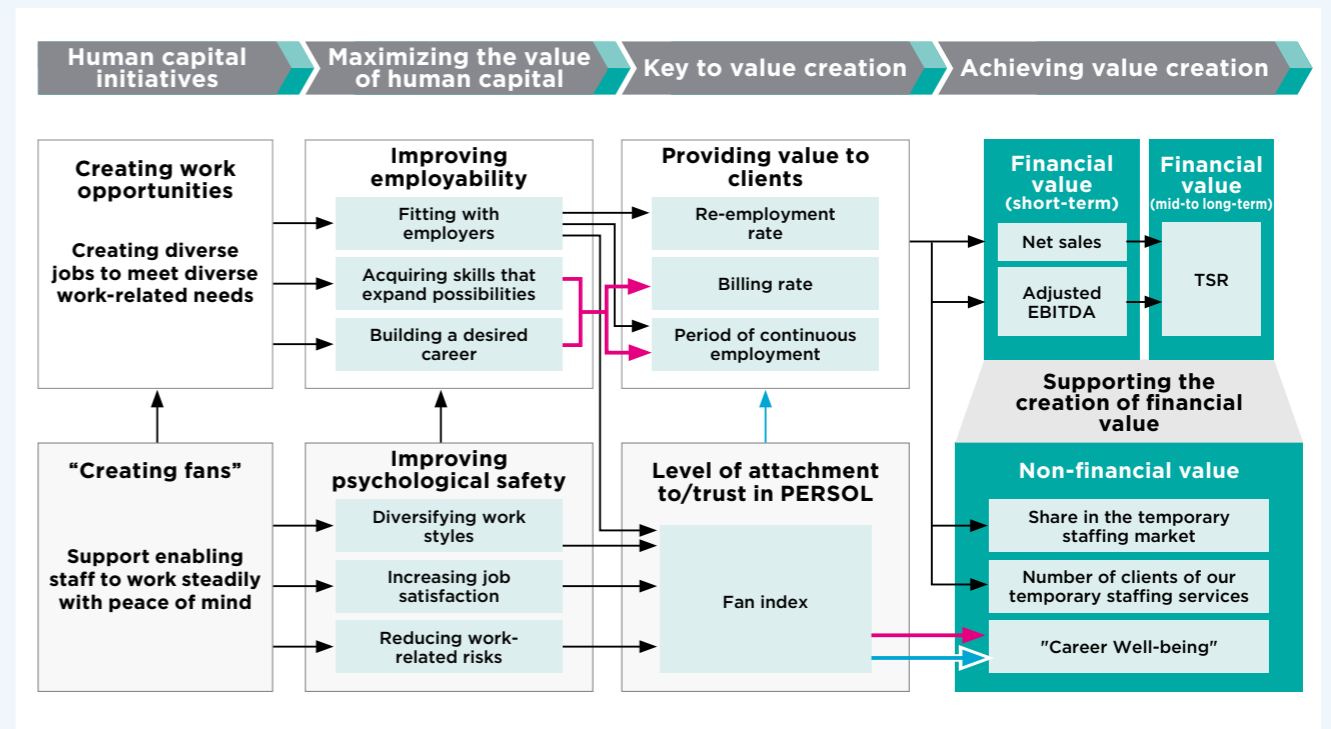 Human capital
initiatives
Maximizing the value
of human capital
Key to value creation
Achieving value creation
Creating work
opportunities
Creating diverse
jobs to meet diverse
work-related needs
Improving
employability
Fitting with
employers
Acquiring skills that
expand possibilities
Building a desired
career
Providing value to
clients
Re-employment
rate
Billing rate
Period of continuous
employment
Financial
value
(short-term)
Net sales
Adjusted
EBITDA
Financial
value
(mid-to long-term)
TSR
Supporting the
creation of financial
value
"Creating fans"
Support enabling
staff to work steadily
with peace of mind
Improving
psychological safety
Diversifying work
styles
Increasing job
satisfaction
Reducing work-
related risks
Level of attachment
to/trust in PERSOL
Fan index
Non-financial value
Share in the temporary
staffing market
Number of clients of our
temporary staffing services
"Career Well-being"